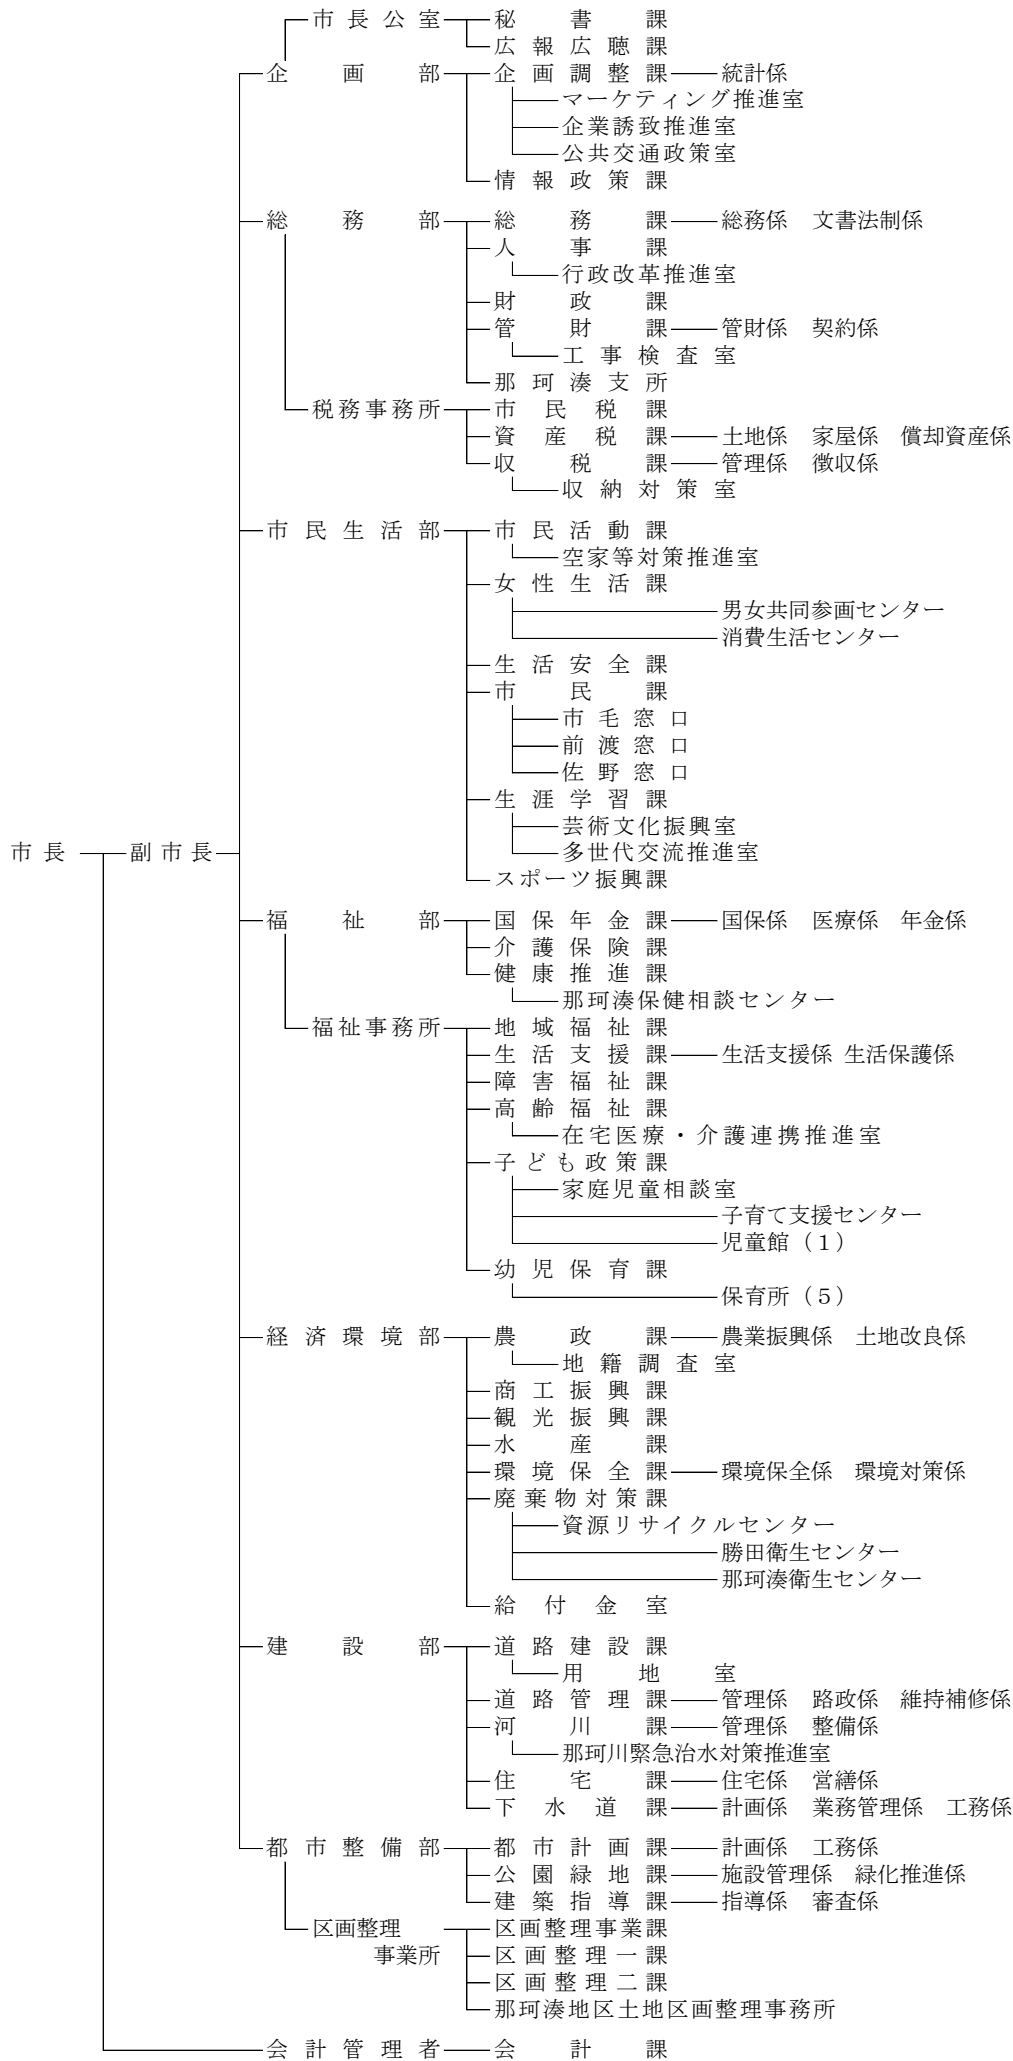 市長公室 秘書課
広報広聴課
企画部 企画調整課 統計係
マーケティング推進室
企業誘致推進室
公共交通政策室
情報政策課
総務部 総務課 総務係 文書法制係
人事課
行政改革推進室
財政課
管財課 管財係 契約係
工事検査室
那珂湊支所
税務事務所 市民税課
資産税課 土地係 家屋係 償却資産係
収税課 管理係 徴収係
収納対策室
市民生活部 市民活動課
空家等対策推進室
女性生活課
男女共同参画センター
消費生活センター
生活安全課
市民課
市毛窓口
前渡窓口
佐野窓口
生涯学習課
芸術文化振興室
市長 副市長 多世代交流推進室
スポーツ振興課
福祉部 国保年金課 国保係 医療係 年金係
介護保険課
健康推進課
那珂湊保健相談センター
福祉事務所 地域福祉課
生活支援課 生活支援係 生活保護係
障害福祉課
高齢福祉課
在宅医療・介護連携推進室
子ども政策課
家庭児童相談室
子育て支援センター
児童館（１）
幼児保育課
保育所（５）
経済環境部 農政課 農業振興係 土地改良係
地籍調査室
商工振興課
観光振興課
水産課
環境保全課 環境保全係 環境対策係
廃棄物対策課
資源リサイクルセンター
勝田衛生センター
那珂湊衛生センター
給付金室
建設部 道路建設課
用地室
道路管理課 管理係 路政係 維持補修係
河川課 管理係 整備係
那珂川緊急治水対策推進室
住宅課 住宅係 営繕係
下水道課 計画係 業務管理係 工務係
都市整備部 都市計画課 計画係 工務係
公園緑地課 施設管理係 緑化推進係
建築指導課 指導係 審査係
区画整理 区画整理事業課
事業所 区画整理一課
区画整理二課
那珂湊地区土地区画整理事務所
会計管理者 会計課